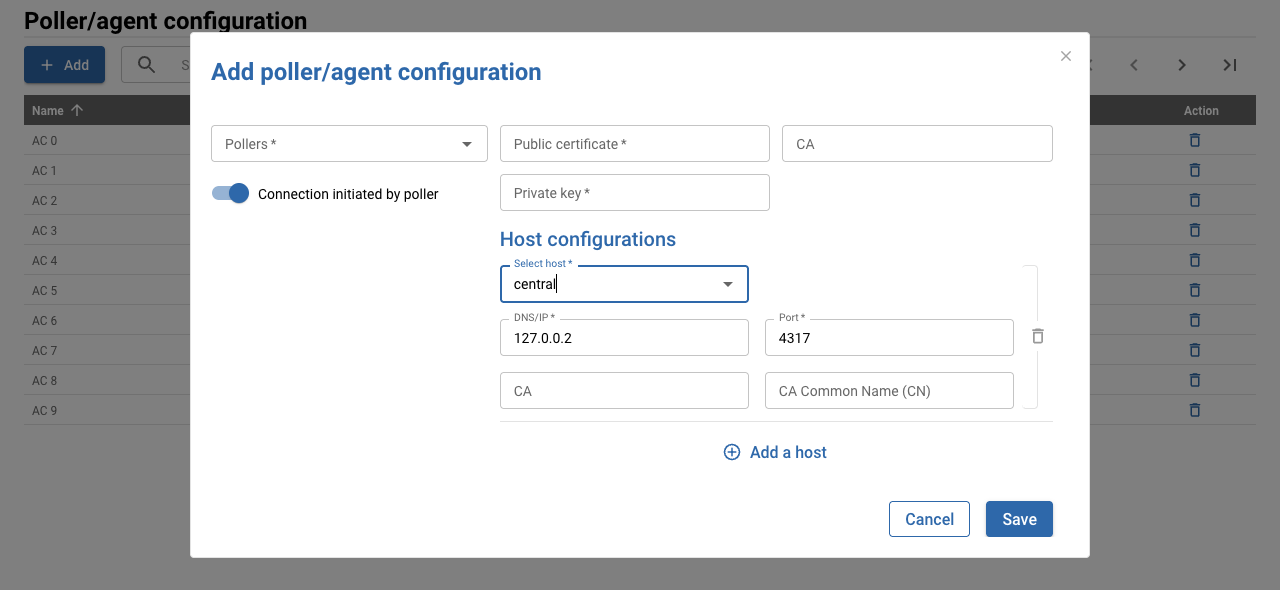 Poller/agent configuration
Add
S
Add poller/agent configuration
Name
Action
Pollers *
Public certificate *
CA
Connection initiated by poller
Private key *
Host configurations
Select host *
central
DNS/IP *
127.0.0.2
Port *
4317
CA
CA Common Name (CN)
Add a host
Cancel
Save
AC 0
AC 1
AC 2
AC 3
AC 4
AC 5
AC 6
AC 7
AC 8
AC 9